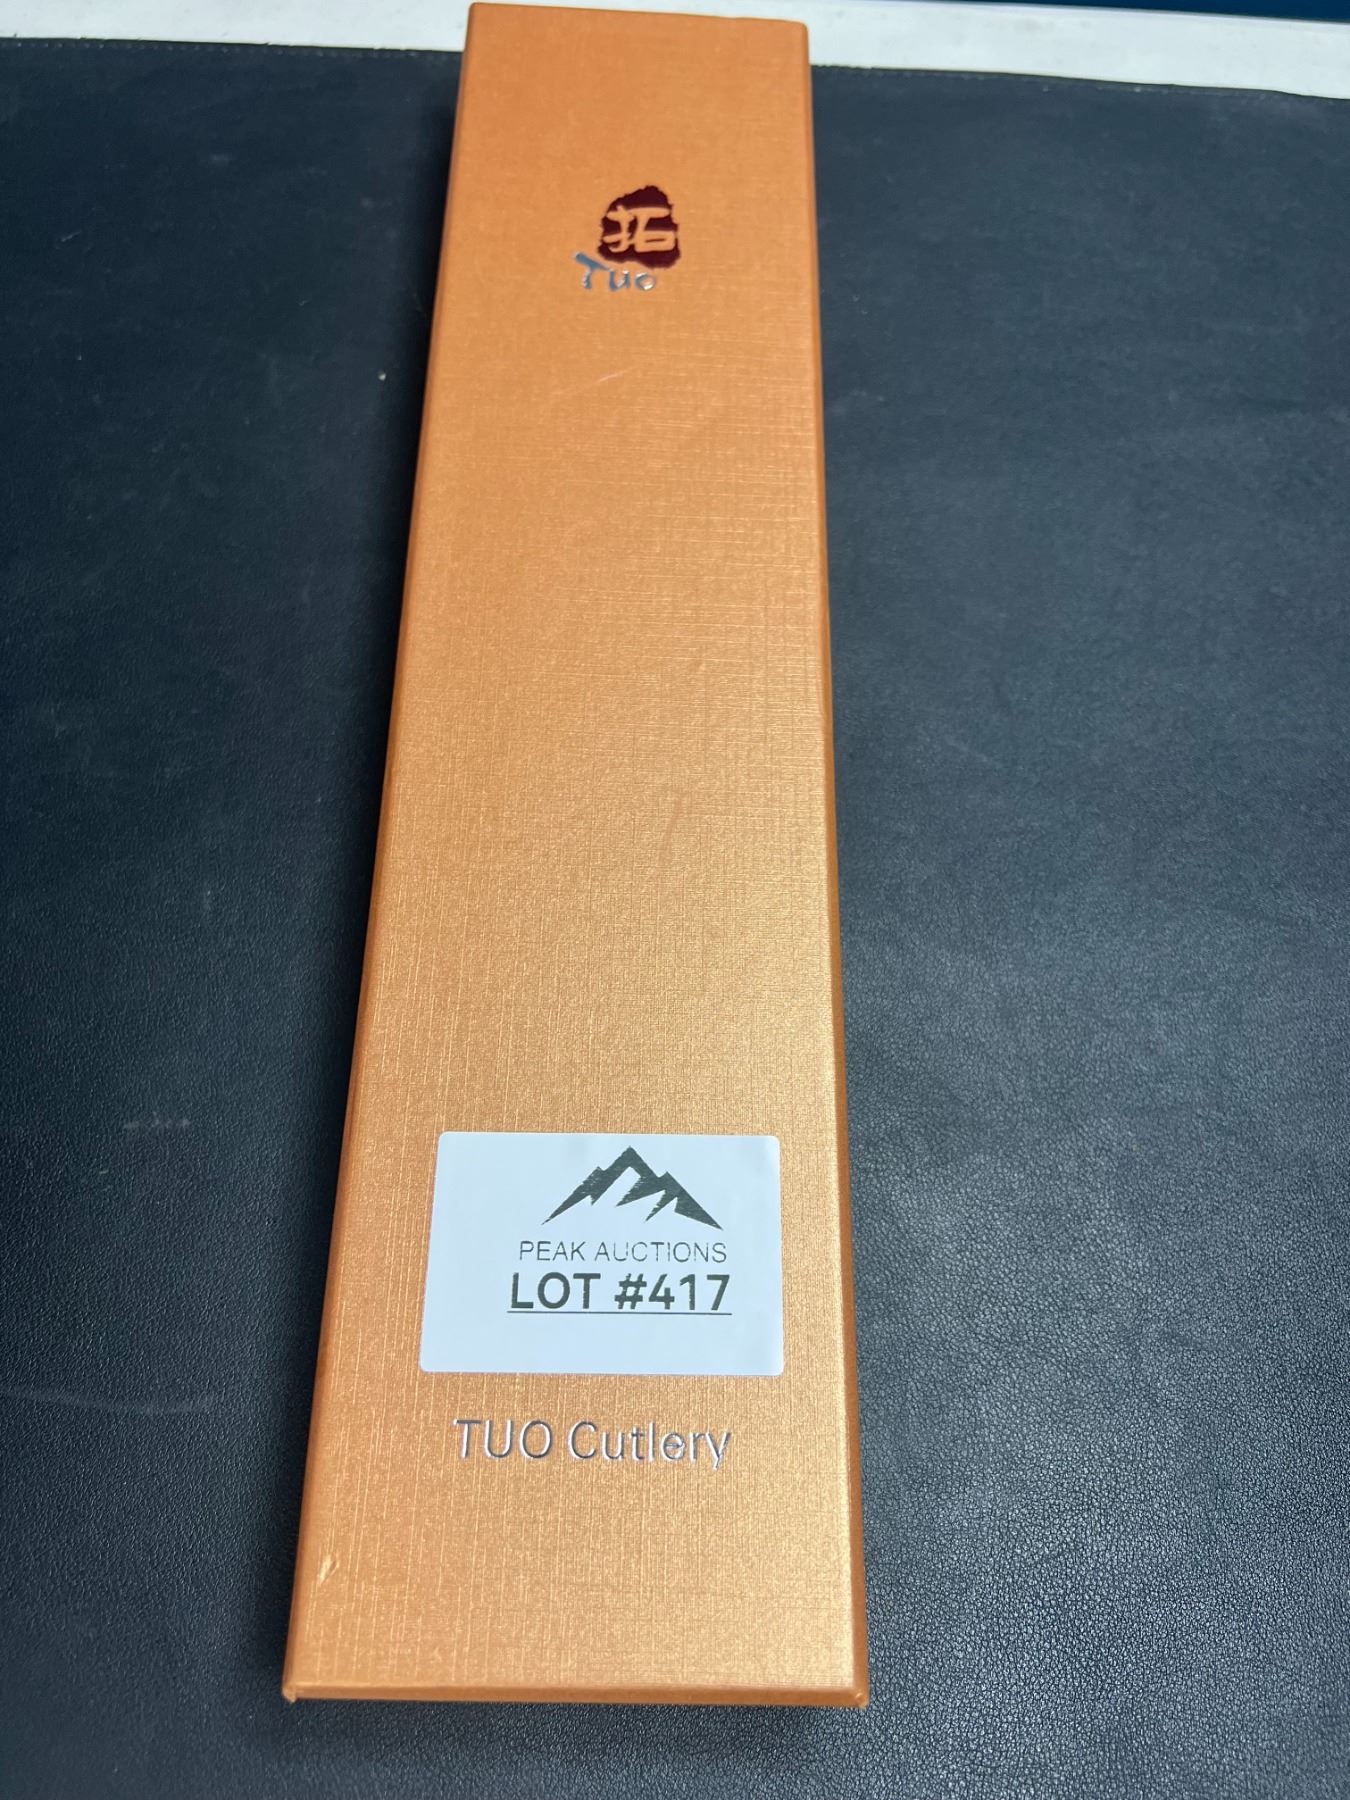 拓
Tuo
PEAK AUCTIONS
LOT #417
TUO Cutlery